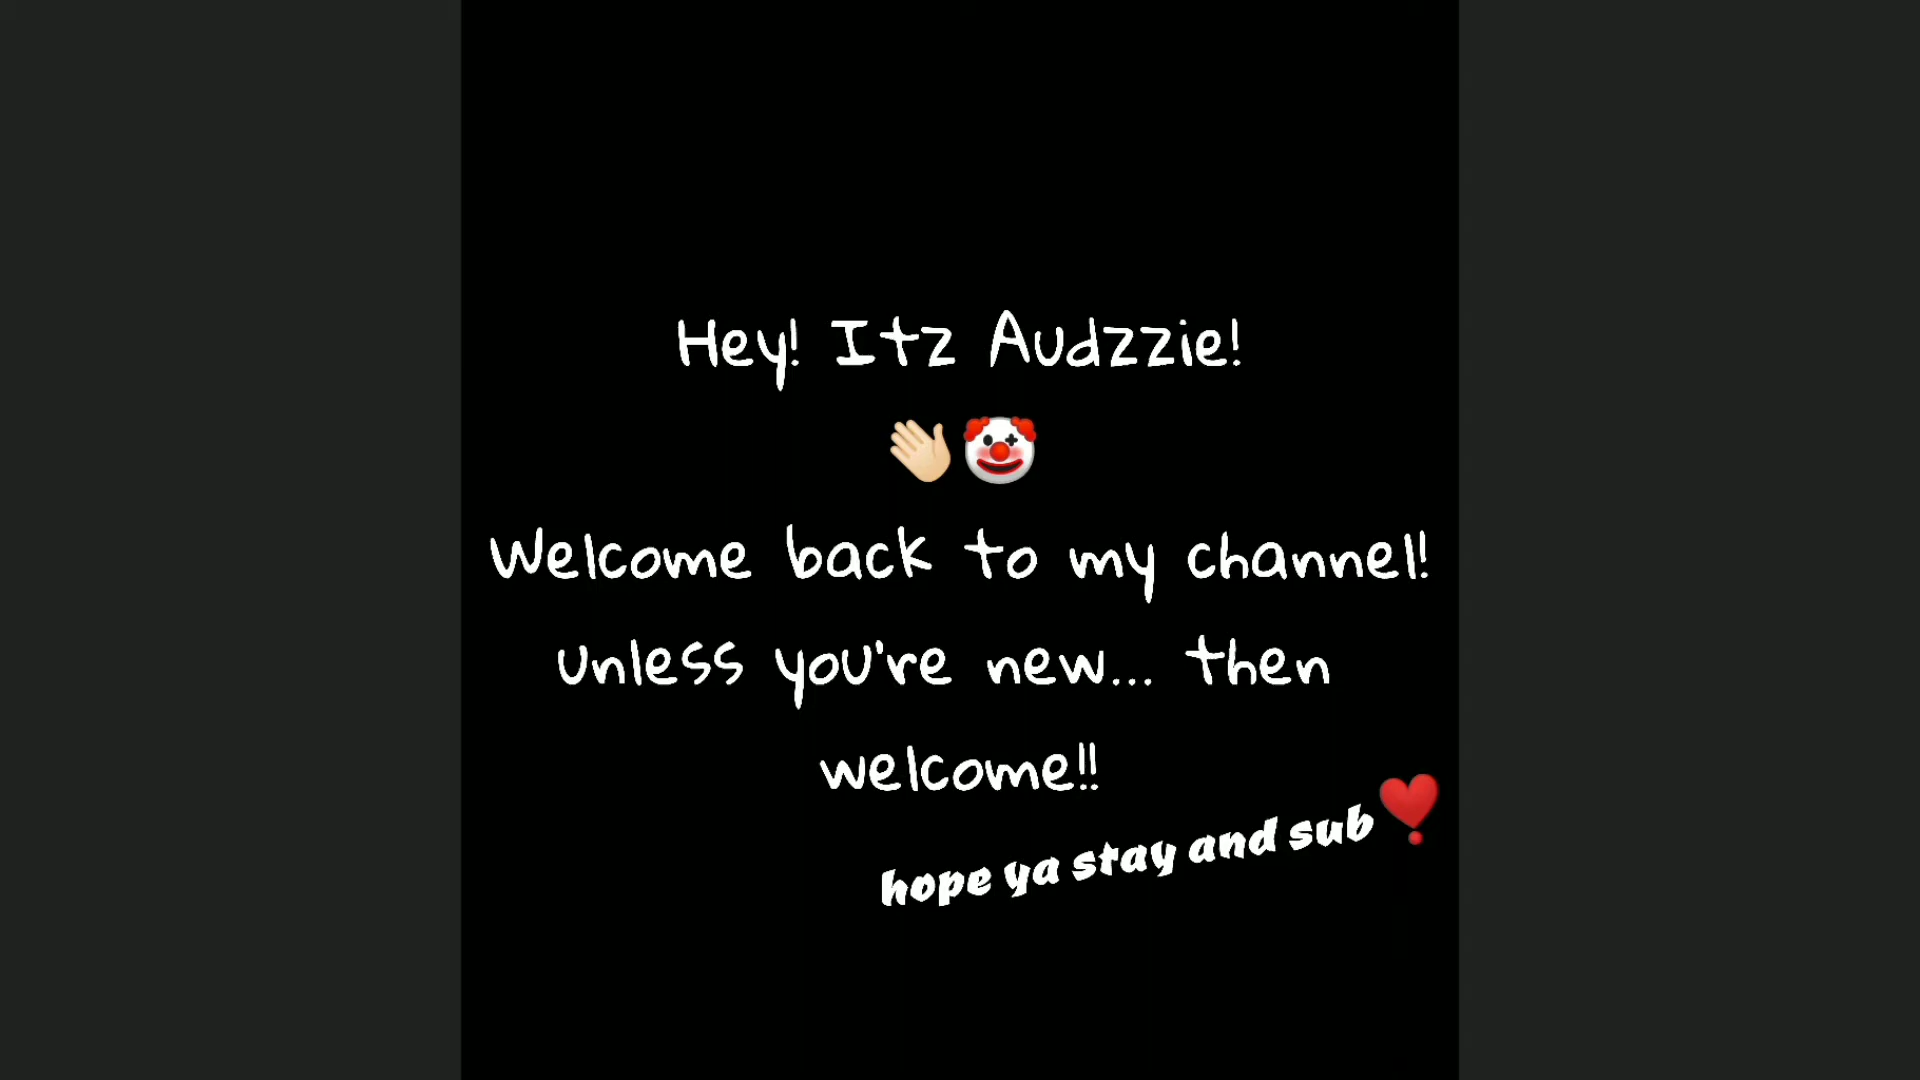 Hey! Itz Audzzie!
👋🏻🤡
Welcome back to my channel!
Unless you're new... then
welcome!!
hope ya stay and sub❣️